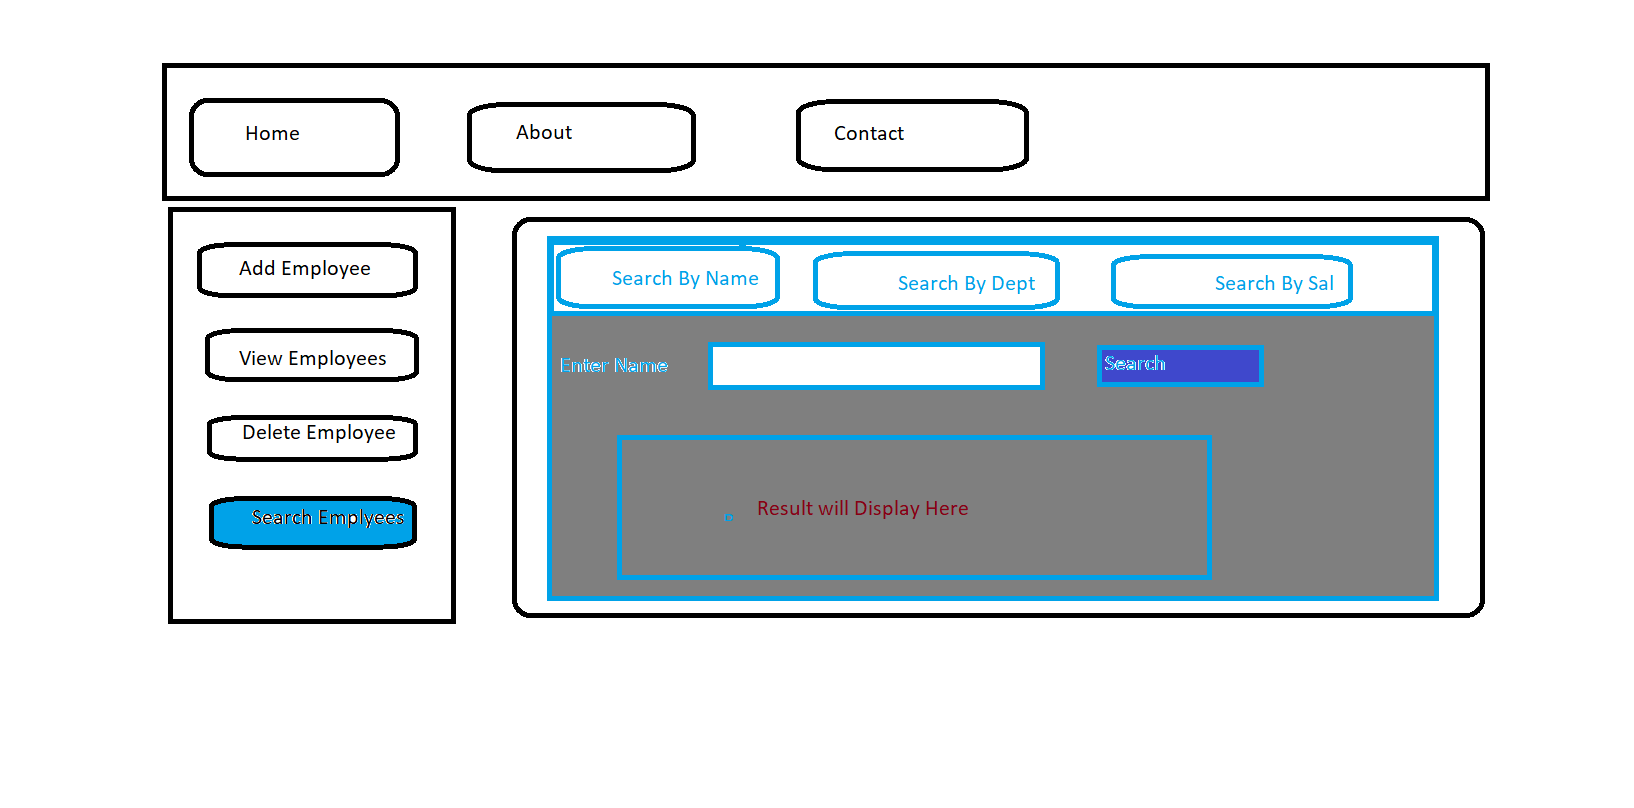 Home
About
Contact
Add Employee
View Employees
Delete Employee
Search Emplyees
Search By Name
Search By Dept
Search By Sal
Enter Name
Search
Result will Display Here